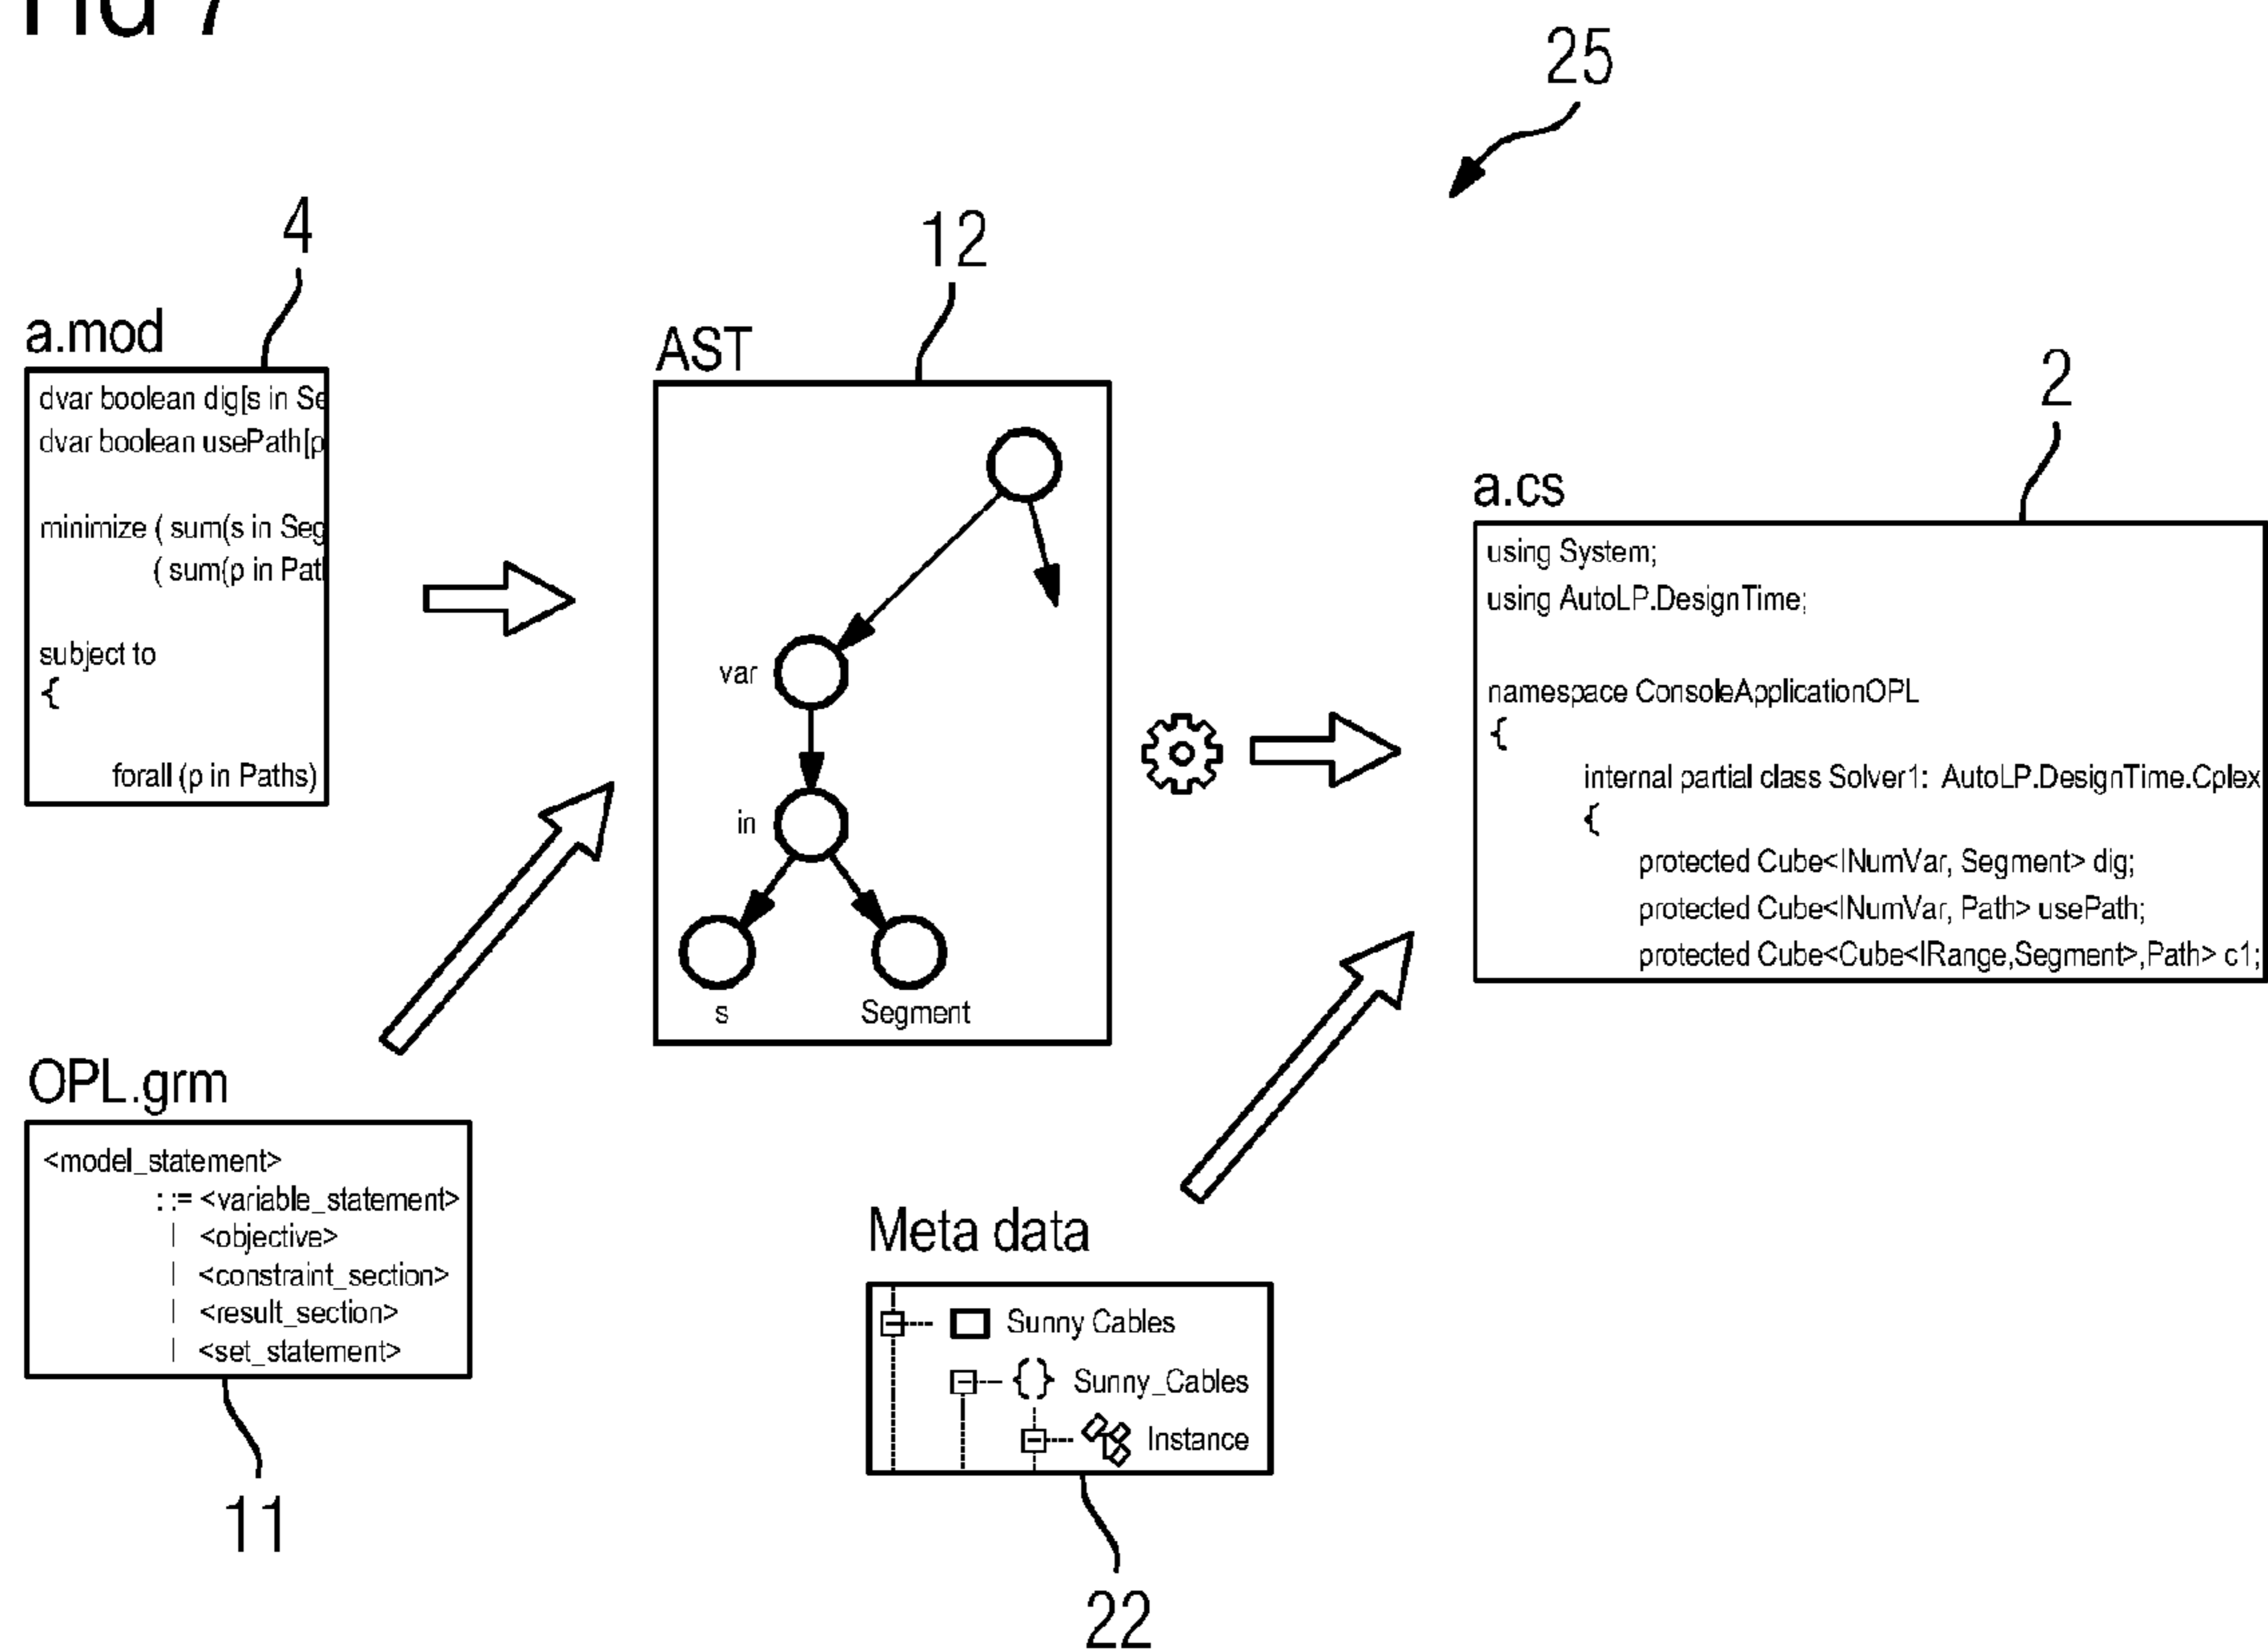 25
4
a.mod
dvar boolean dig[s in Se
dvar boolean usePath[p
minimize ( sum(s in Seg
( sum(p in Pat
subject to
{
forall (p in Paths)
12
AST
var
in
s
Segment
2
a.cs
using System;
using AutoLP.DesignTime;
namespace ConsoleApplicationOPL
{
internal partial class Solver1: AutoLP.DesignTime.Cplex
{
protected Cube<INumVar, Segment> dig;
protected Cube<INumVar, Path> usePath;
protected Cube<Cube<IRange,Segment>,Path> c1;
OPL.grm
<model_statement>
::= <variable_statement>
| <objective>
| <constraint_section>
| <result_section>
| <set_statement>
11
Meta data
Sunny Cables
{} Sunny_Cables
Instance
22